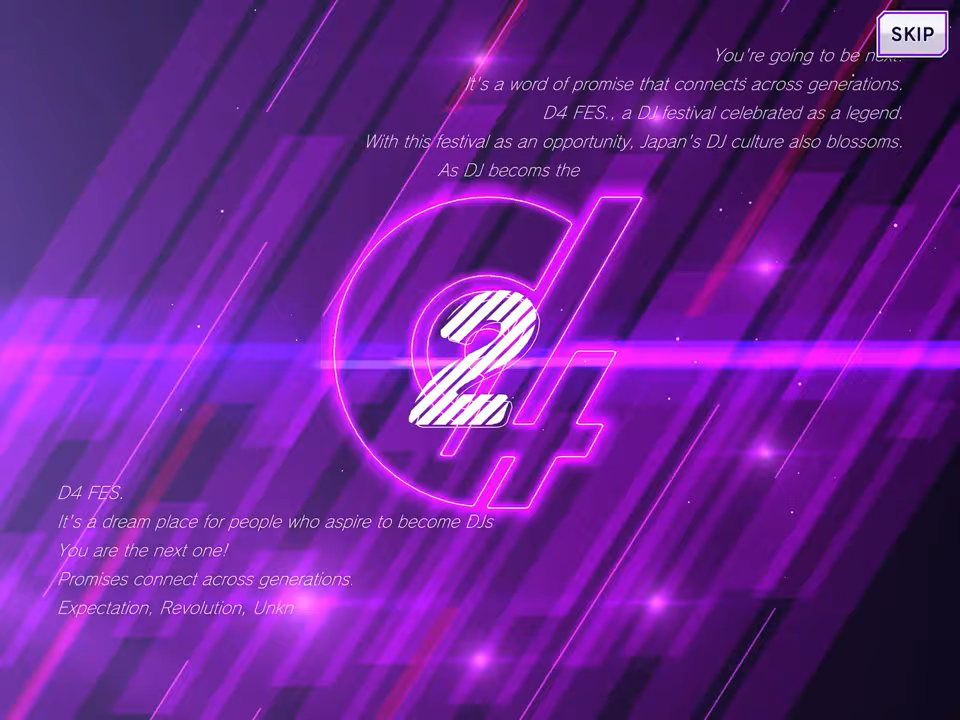 SKIP
You're going to be next.
It's a word of promise that connects across generations.
D4 FES., a DJ festival celebrated as a legend.
With this festival as an opportunity, Japan's DJ culture also blossoms.
As DJ becoms the
d4
2
D4 FES.
It's a dream place for people who aspire to become DJs
You are the next one!
Promises connect across generations.
Expectation, Revolution, Unkn